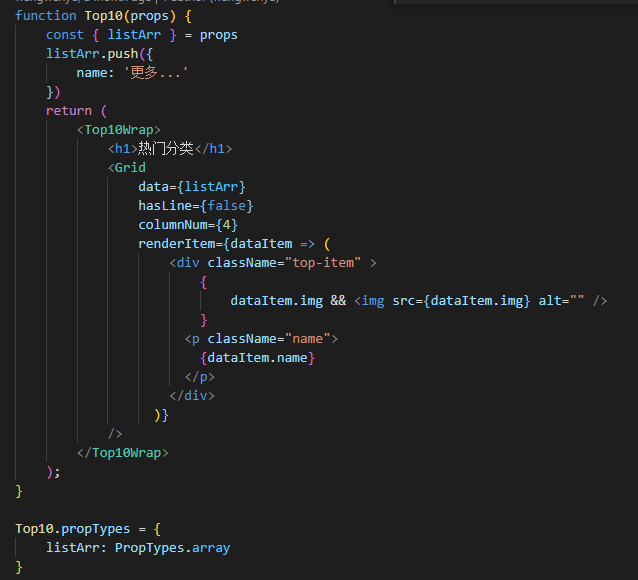 function Top10(props) {
    const { listArr } = props
    listArr.push({
        name: '更多...'
    })
    return (
        <Top10Wrap>
            <h1>热门分类</h1>
            <Grid
                data={listArr}
                hasLine={false}
                columnNum={4}
                renderItem={dataItem => (
                    <div className="top-item" >
                        {
                            dataItem.img && <img src={dataItem.img} alt="" />
                        }
                      <p className="name">
                        {dataItem.name}
                      </p>
                    </div>
                  )}
            />
        </Top10Wrap>
    );
}

Top10.propTypes = {
    listArr: PropTypes.array
}